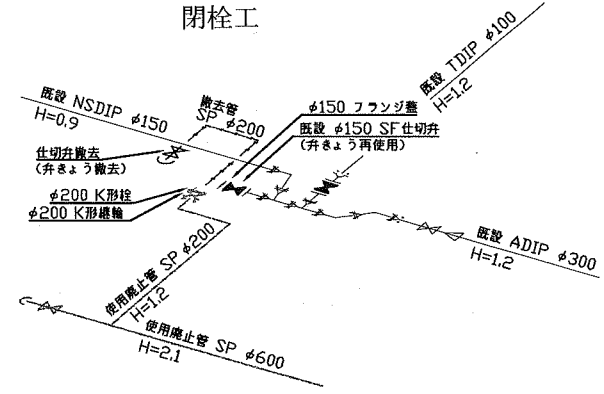 閉栓工
既設 TDIP φ100
H=1.2
既設 NSDIP φ150
H=0.9
撤去管
SP φ200
φ150 フランジ蓋
既設 φ150 SF仕切弁
(弁きょう再使用)
仕切弁撤去
(弁きょう撤去)
φ200 K形栓
φ200 K形継輪
既設 ADIP φ300
H=1.2
使用廃止管 SP φ200
H=1.2
使用廃止管 SP φ600
H=2.1